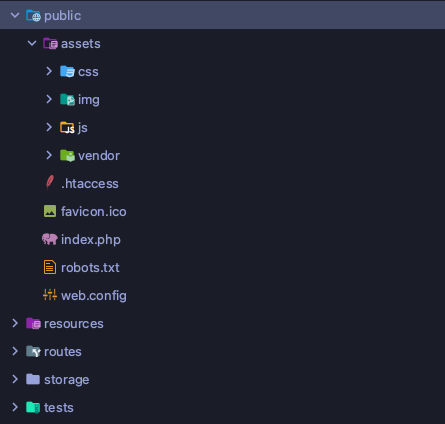 public
assets
css
img
js
vendor
.htaccess
favicon.ico
index.php
robots.txt
web.config
resources
routes
storage
tests